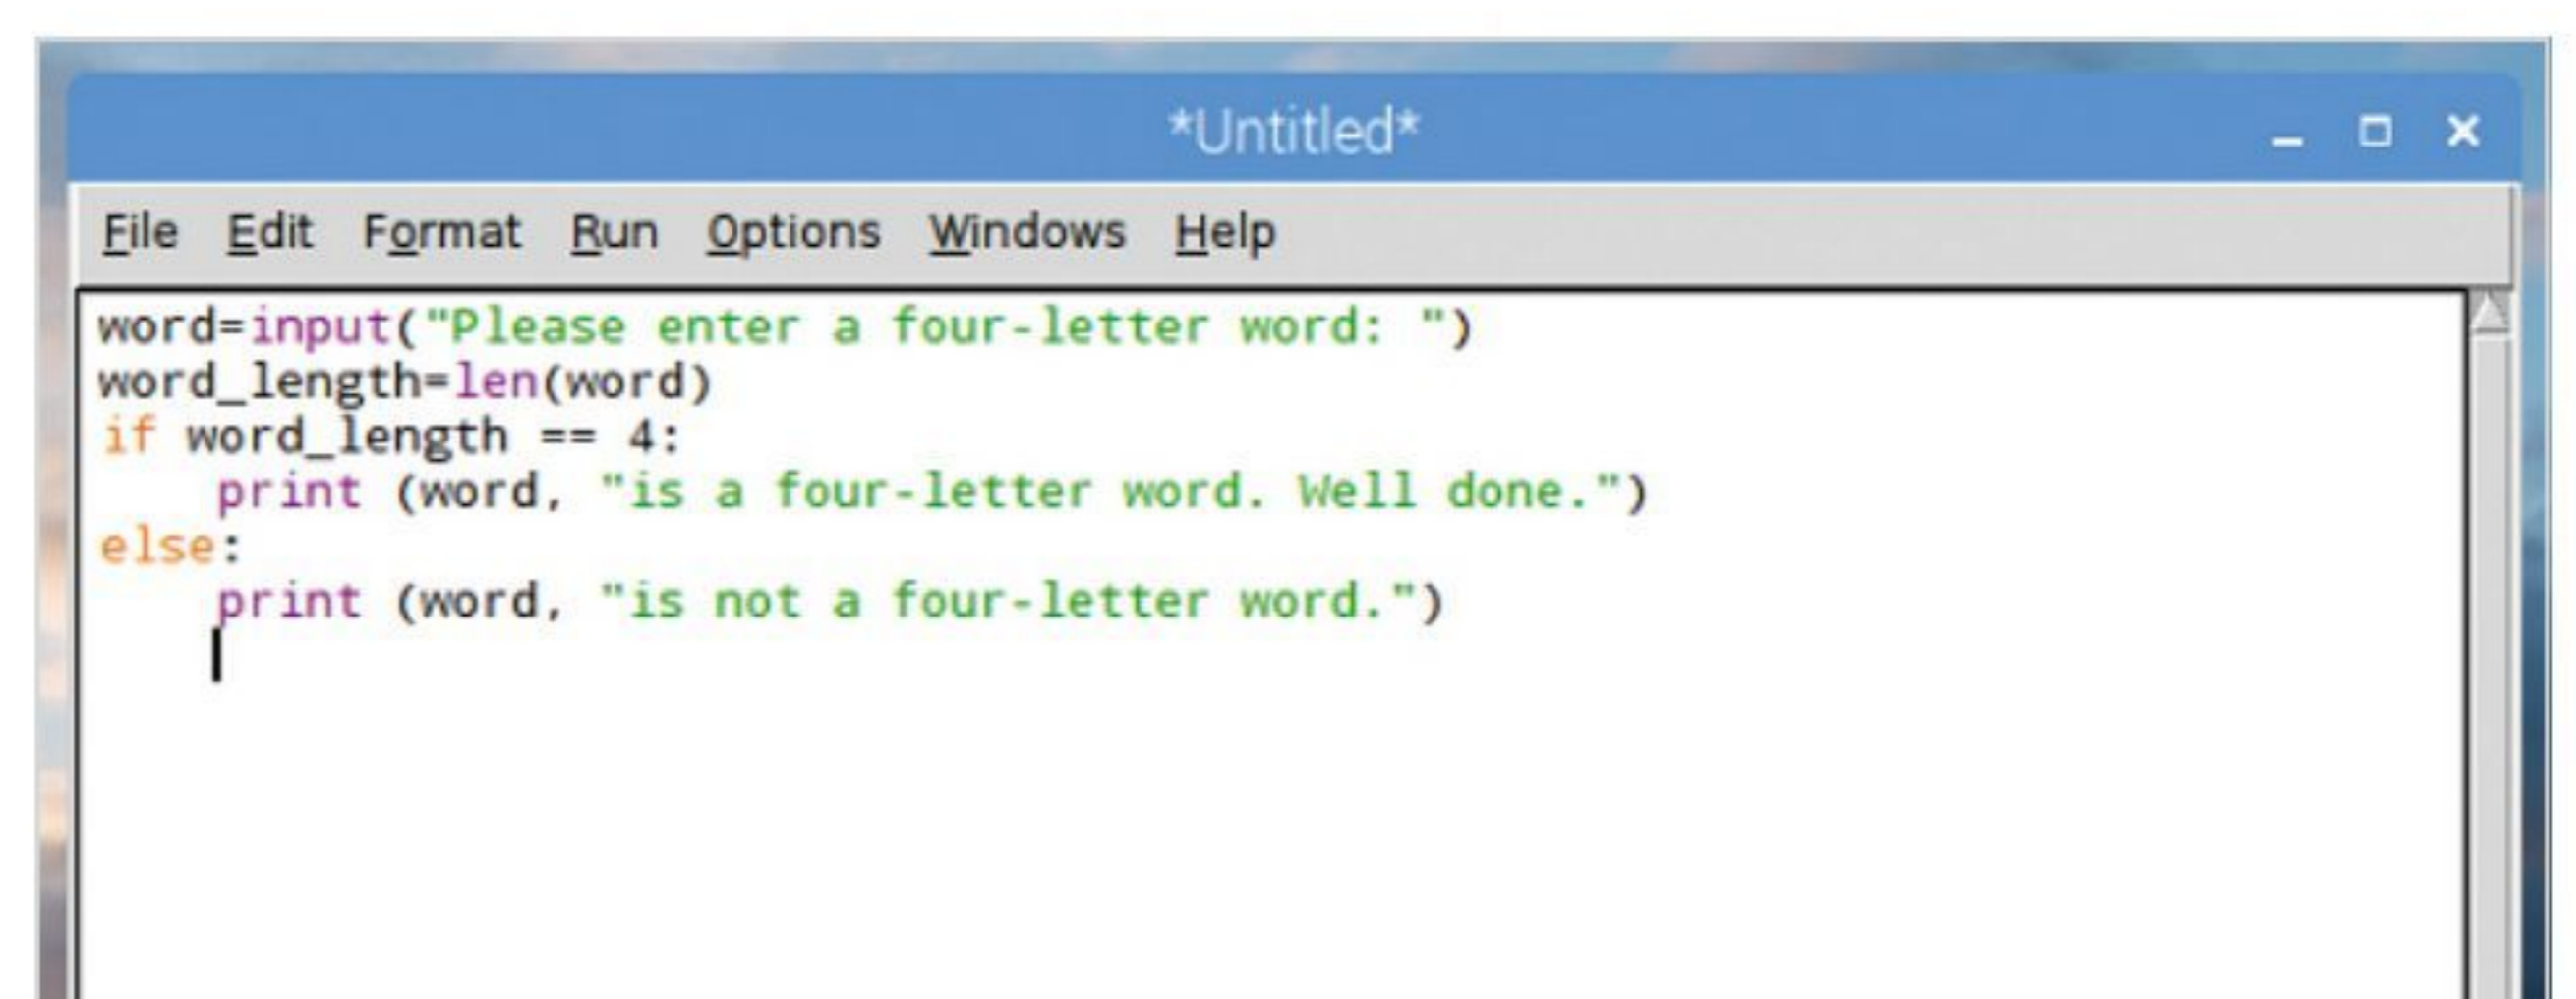 *Untitled*
File Edit Format Run Options Windows Help
word=input("Please enter a four-letter word: ")
word_length=len(word)
if word_length == 4:
    print (word, "is a four-letter word. Well done.")
else:
    print (word, "is not a four-letter word.")